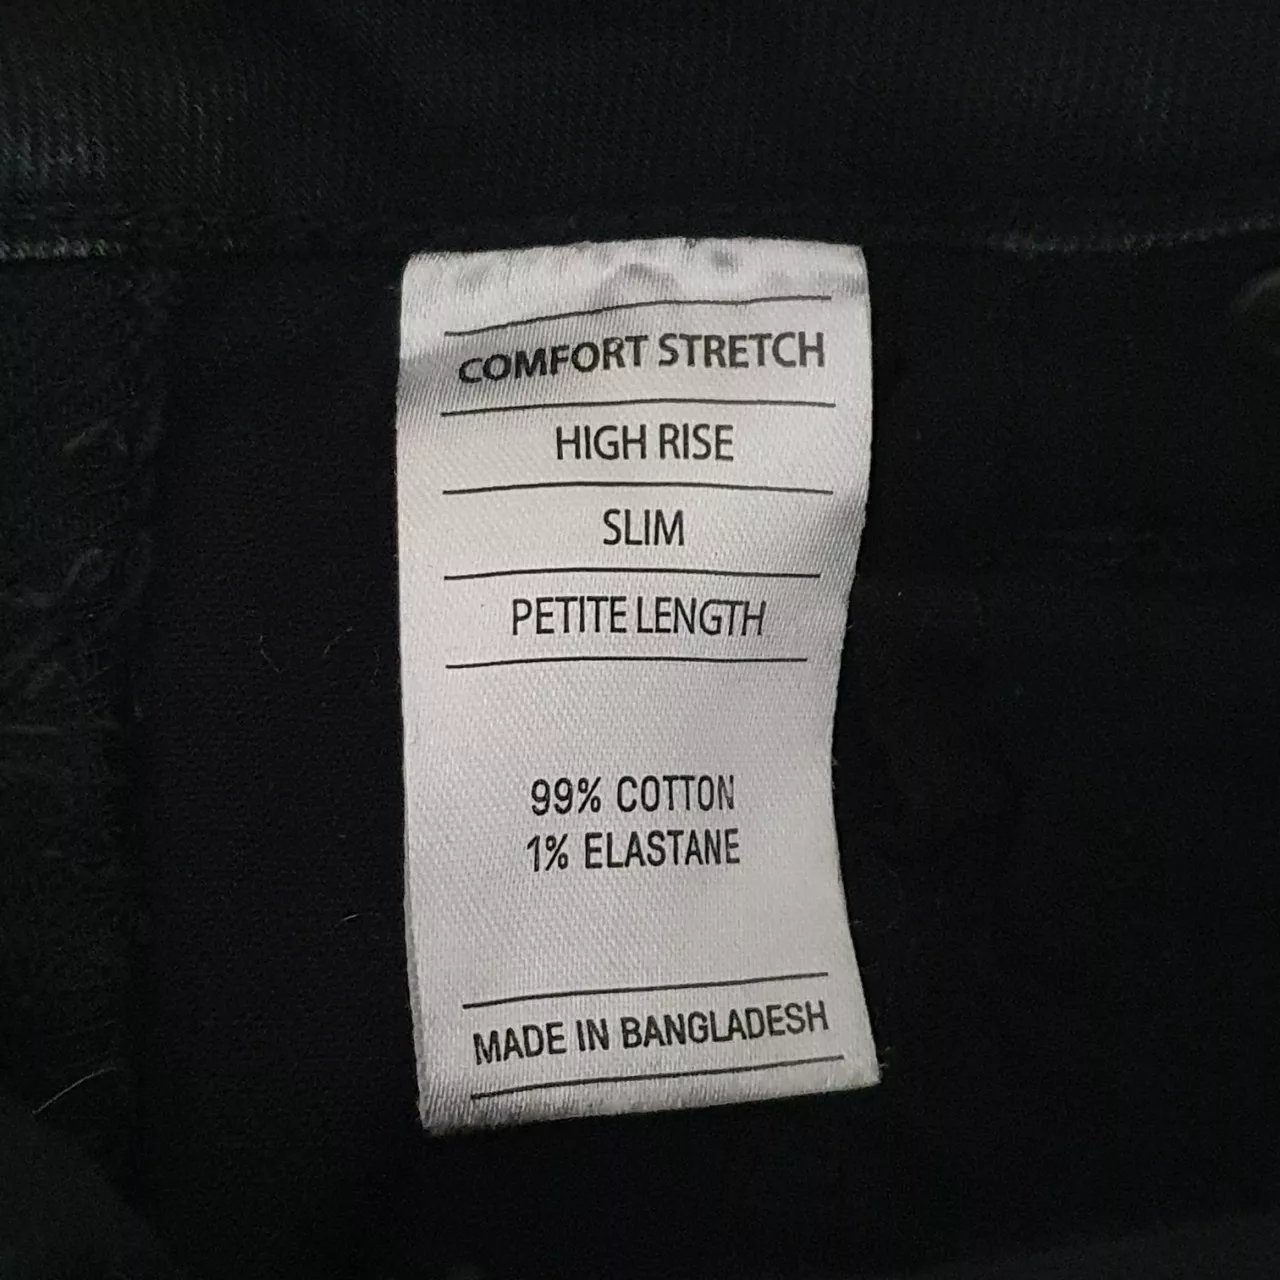 COMFORT STRETCH
HIGH RISE
SLIM
PETITE LENGTH
99% COTTON
1% ELASTANE
MADE IN BANGLADESH